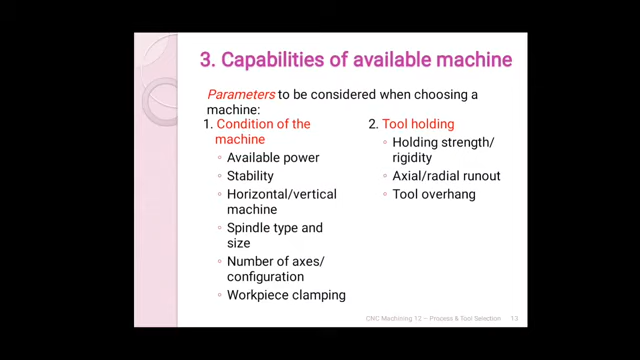 3. Capabilities of available machine
Parameters to be considered when choosing a
machine:
1. Condition of the
machine
▫ Available power
▫ Stability
▫ Horizontal/vertical
machine
▫ Spindle type and
size
▫ Number of axes/
configuration
▫ Workpiece clamping
2. Tool holding
▫ Holding strength/
rigidity
▫ Axial/radial runout
▫ Tool overhang
CNC Machining 12 -- Process & Tool Selection 13